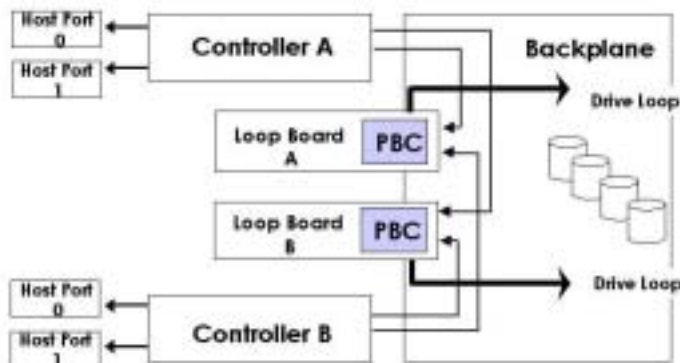 Host Port
0
Controller A
Backplane
Host Port
1
Drive Loop
Loop Board
A
PBC
Loop Board
B
PBC
Host Port
0
Drive Loop
Controller B
Host Port
1